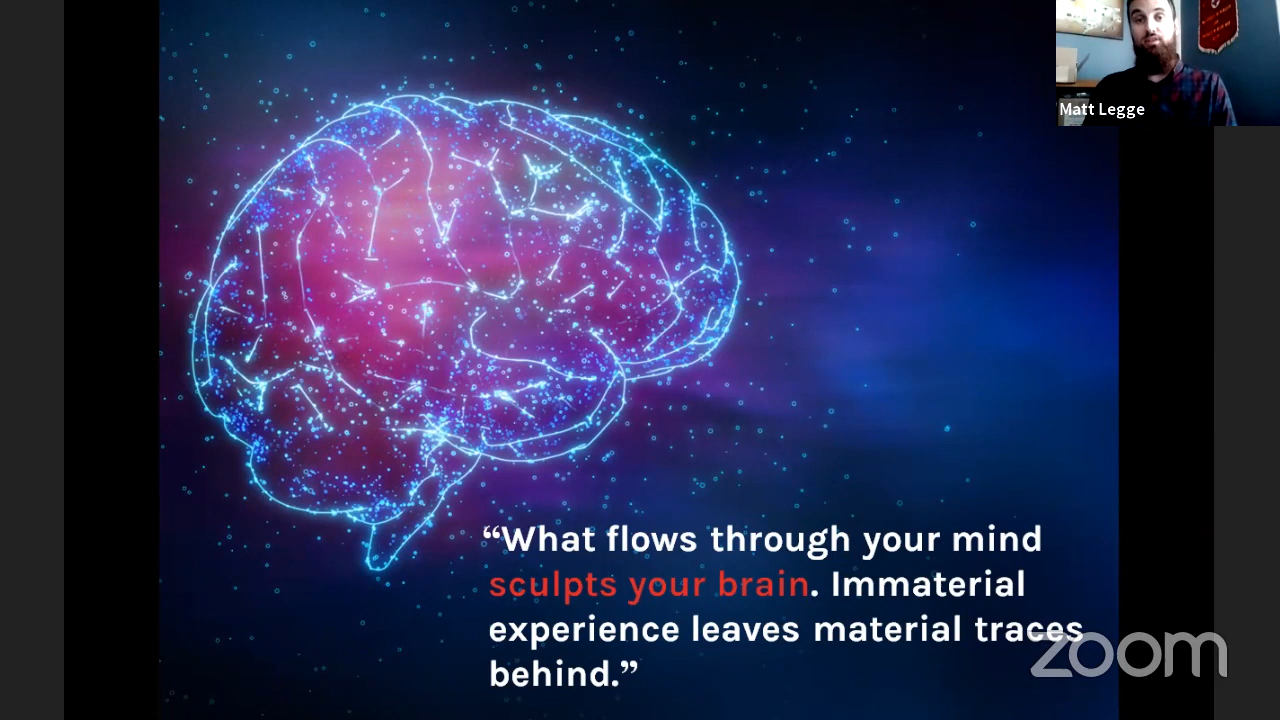 Matt Legge
“What flows through your mind
sculpts your brain. Immaterial
experience leaves material traces
behind.”
zoom